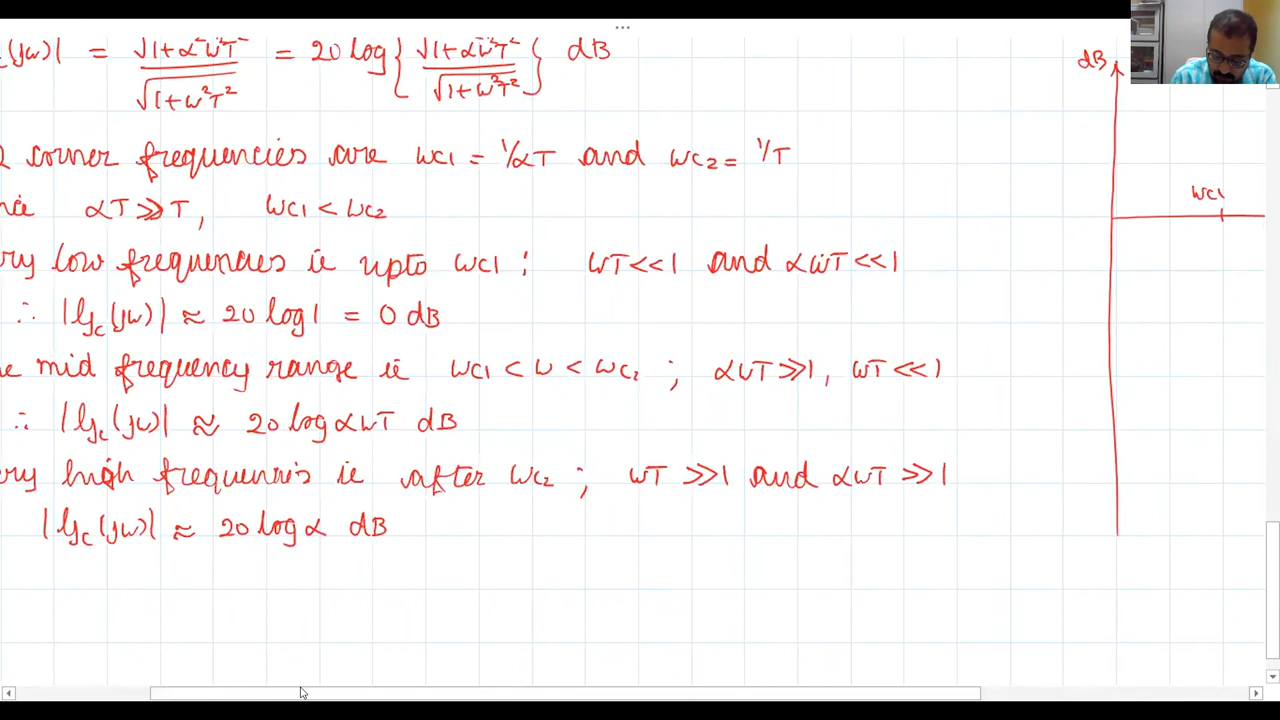 (jω)| = √1+α²ω²T² / √1+ω²T² = 20 log { √1+α²ω²T² / √1+ω²T² } dB
dB
corner frequencies are ωc1 = 1/αT and ωc2 = 1/T
αT >> T, ωc1 < ωc2
ωc1
low frequencies ie upto ωc1 : ωT<<1 and αωT <<1
∴ |Gc(jω)| ≈ 20 log 1 = 0 dB
mid frequency range ie ωc1 < ω < ωc2 ; αωT >>1, ωT <<1
∴ |Gc(jω)| ≈ 20 log αωT dB
high frequencies ie after ωc2 ; ωT >>1 and αωT >>1
|Gc(jω)| ≈ 20 log α dB